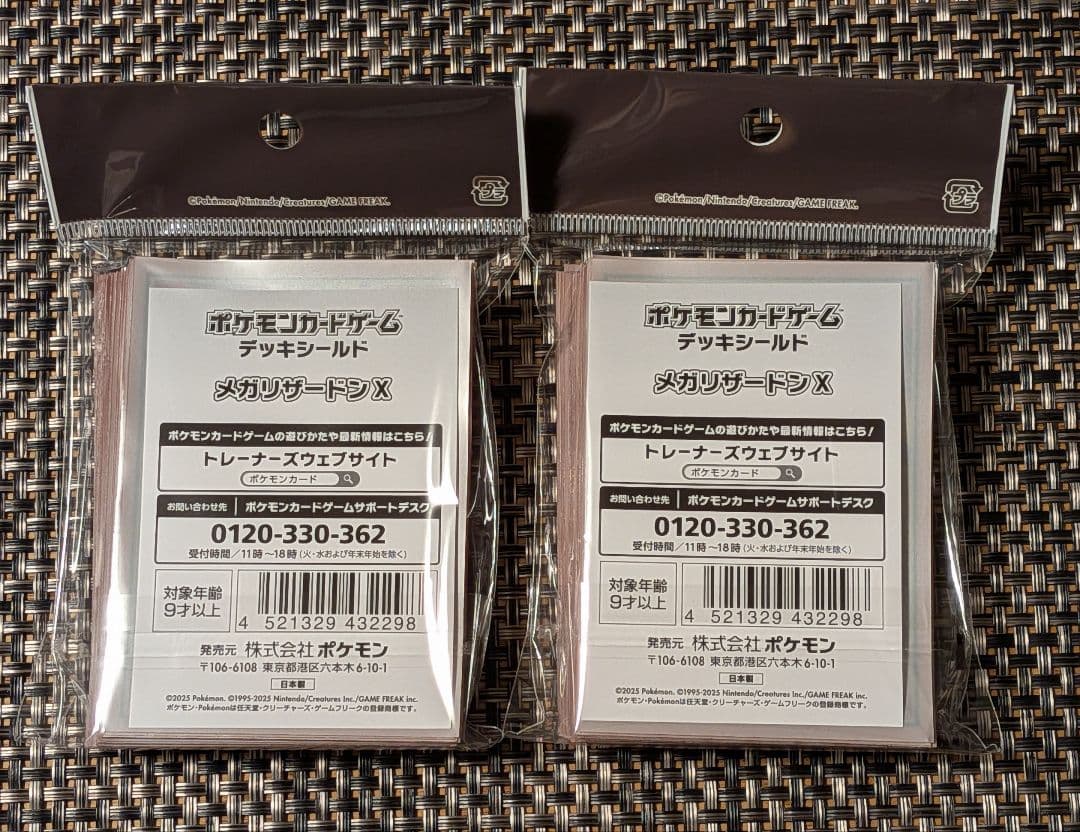 ©Pokémon/Nintendo/Creatures/GAME FREAK.
プラ
ポケモンカードゲーム
デッキシールド
メガリザードンX
ポケモンカードゲームの遊びかたや最新情報はこちら!
トレーナーズウェブサイト
ポケモンカード
お問い合わせ先 ポケモンカードゲームサポートデスク
0120-330-362
受付時間/11時〜18時(火・水および年末年始を除く)
対象年齢
9才以上
4 521329 432298
発売元 株式会社ポケモン
〒106-6108 東京都港区六本木6-10-1
日本製
©2025 Pokémon. ©1995-2025 Nintendo/Creatures Inc./GAME FREAK inc.
ポケモン・Pokémonは任天堂・クリーチャーズ・ゲームフリークの登録商標です。
©Pokémon/Nintendo/Creatures/GAME FREAK.
プラ
ポケモンカードゲーム
デッキシールド
メガリザードンX
ポケモンカードゲームの遊びかたや最新情報はこちら!
トレーナーズウェブサイト
ポケモンカード
お問い合わせ先 ポケモンカードゲームサポートデスク
0120-330-362
受付時間/11時〜18時(火・水および年末年始を除く)
対象年齢
9才以上
4 521329 432298
発売元 株式会社ポケモン
〒106-6108 東京都港区六本木6-10-1
日本製
©2025 Pokémon. ©1995-2025 Nintendo/Creatures Inc./GAME FREAK inc.
ポケモン・Pokémonは任天堂・クリーチャーズ・ゲームフリークの登録商標です。